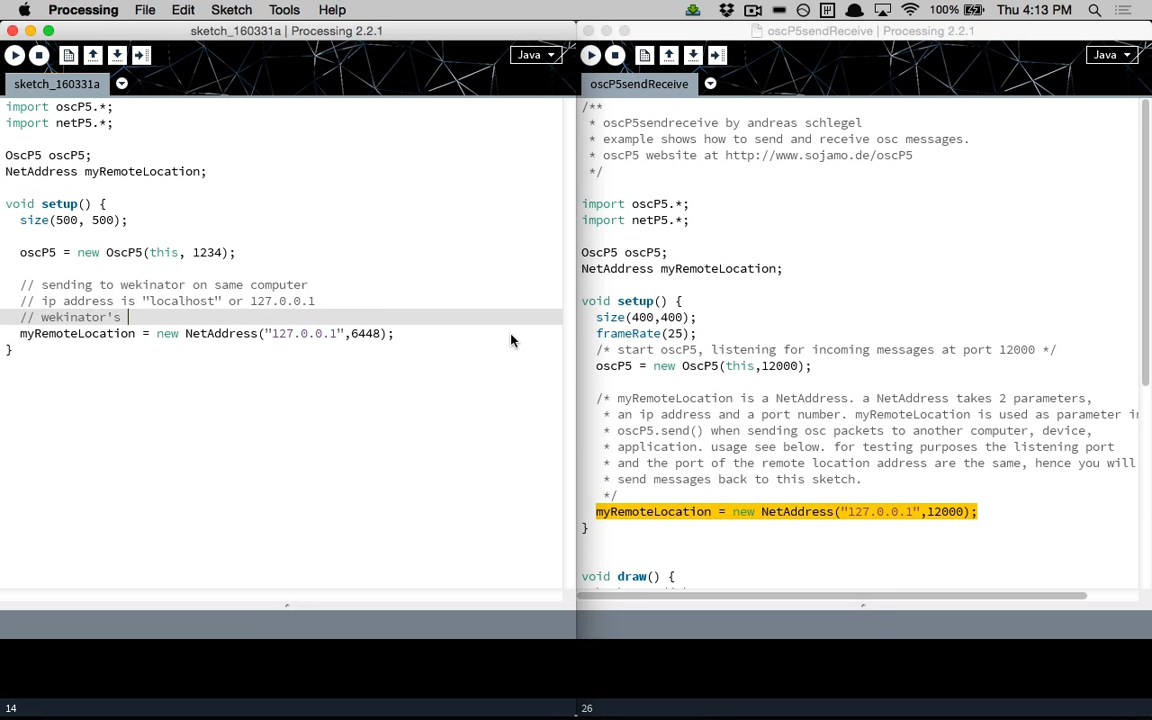 Processing File Edit Sketch Tools Help 100% Thu 4:13 PM
sketch_160331a | Processing 2.2.1
Java
sketch_160331a
import oscP5.*;
import netP5.*;
OscP5 oscP5;
NetAddress myRemoteLocation;
void setup() {
size(500, 500);
oscP5 = new OscP5(this, 1234);
// sending to wekinator on same computer
// ip address is "localhost" or 127.0.0.1
// wekinator's
myRemoteLocation = new NetAddress("127.0.0.1",6448);
}
14
oscP5sendReceive | Processing 2.2.1
Java
oscP5sendReceive
/**
* oscP5sendreceive by andreas schlegel
* example shows how to send and receive osc messages.
* oscP5 website at http://www.sojamo.de/oscP5
*/
import oscP5.*;
import netP5.*;
OscP5 oscP5;
NetAddress myRemoteLocation;
void setup() {
size(400,400);
frameRate(25);
/* start oscP5, listening for incoming messages at port 12000 */
oscP5 = new OscP5(this,12000);
/* myRemoteLocation is a NetAddress. a NetAddress takes 2 parameters,
* an ip address and a port number. myRemoteLocation is used as parameter
* oscP5.send() when sending osc packets to another computer, device,
* application. usage see below. for testing purposes the listening port
* and the port of the remote location address are the same, hence you will
* send messages back to this sketch.
*/
myRemoteLocation = new NetAddress("127.0.0.1",12000);
}
void draw() {
26